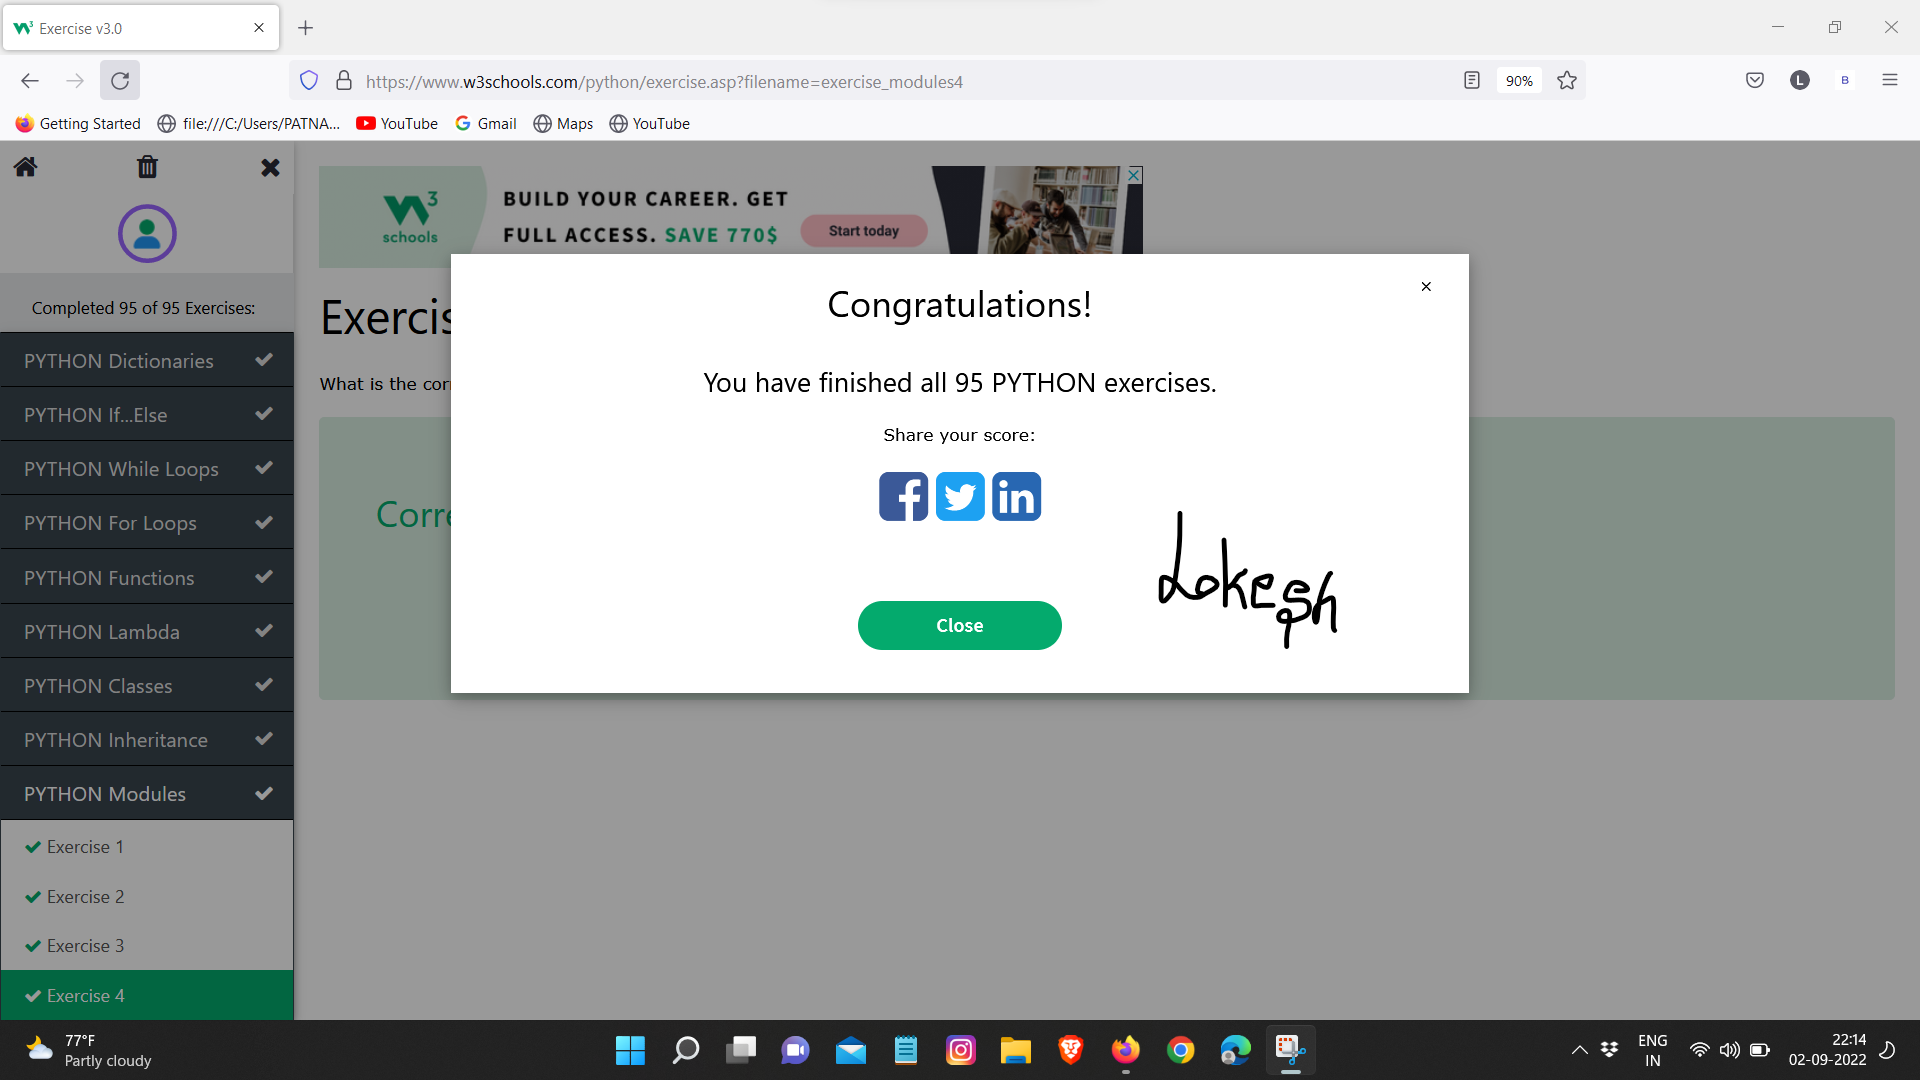 Exercise v3.0
https://www.w3schools.com/python/exercise.asp?filename=exercise_modules4
90%
L
B
Getting Started
file:///C:/Users/PATNA...
YouTube
Gmail
Maps
YouTube
W3 schools
BUILD YOUR CAREER. GET
FULL ACCESS. SAVE 770$
Start today
Completed 95 of 95 Exercises:
PYTHON Dictionaries
PYTHON If...Else
PYTHON While Loops
PYTHON For Loops
PYTHON Functions
PYTHON Lambda
PYTHON Classes
PYTHON Inheritance
PYTHON Modules
Exercise 1
Exercise 2
Exercise 3
Exercise 4
Exercis
What is the cor
Corre
Congratulations!
You have finished all 95 PYTHON exercises.
Share your score:
Lokesh
Close
77°F
Partly cloudy
ENG
IN
22:14
02-09-2022